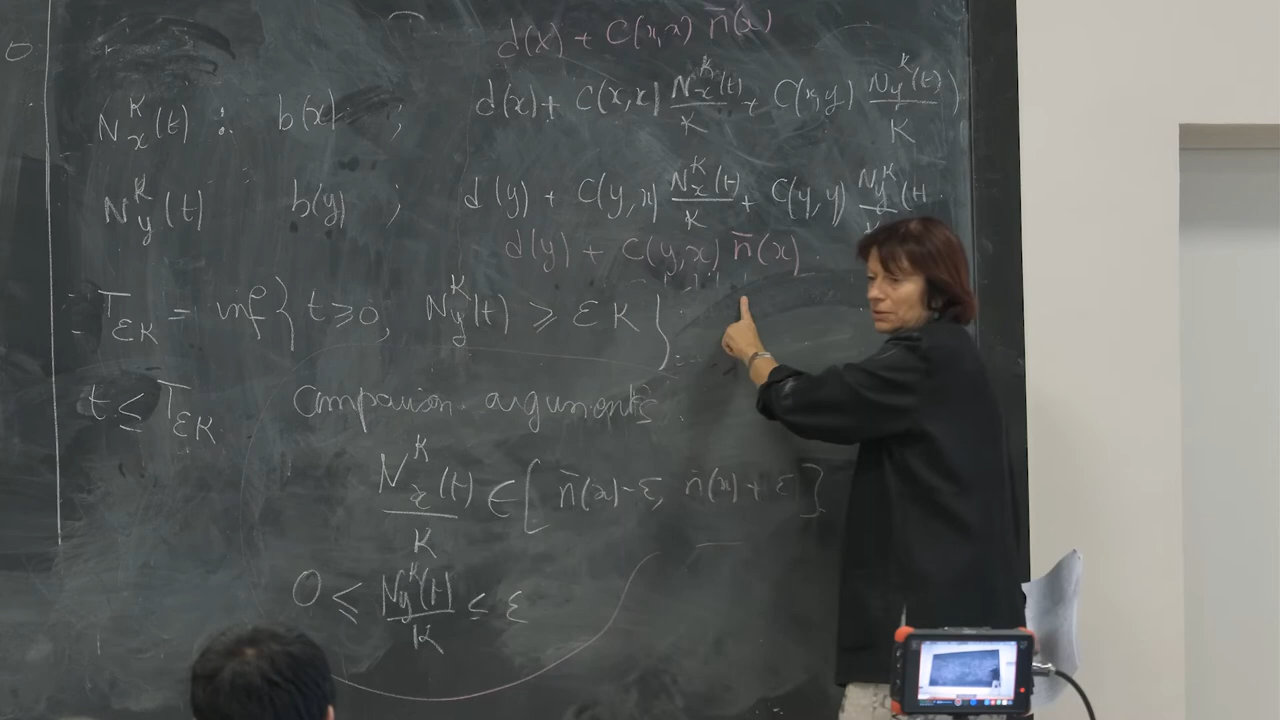 d(x) + C(x,x) n̄(x)
N_x^K(t) : b(x) ; d(x) + C(x,x) N_x^K(t)/K + C(x,y) N_y^K(t)/K )
N_y^K(t) b(y) ; d(y) + C(y,x) N_x^K(t)/K + C(y,y) N_y^K(t
d(y) + C(y,x) n̄(x)
T_εK = inf { t ≥ 0, N_y^K(t) ≥ εK }
t ≤ T_εK Comparison arguments.
N_x^K(t)/K ∈ [ n̄(x)-ε, n̄(x)+ε ]
0 ≤ N_y^K(t)/K ≤ ε